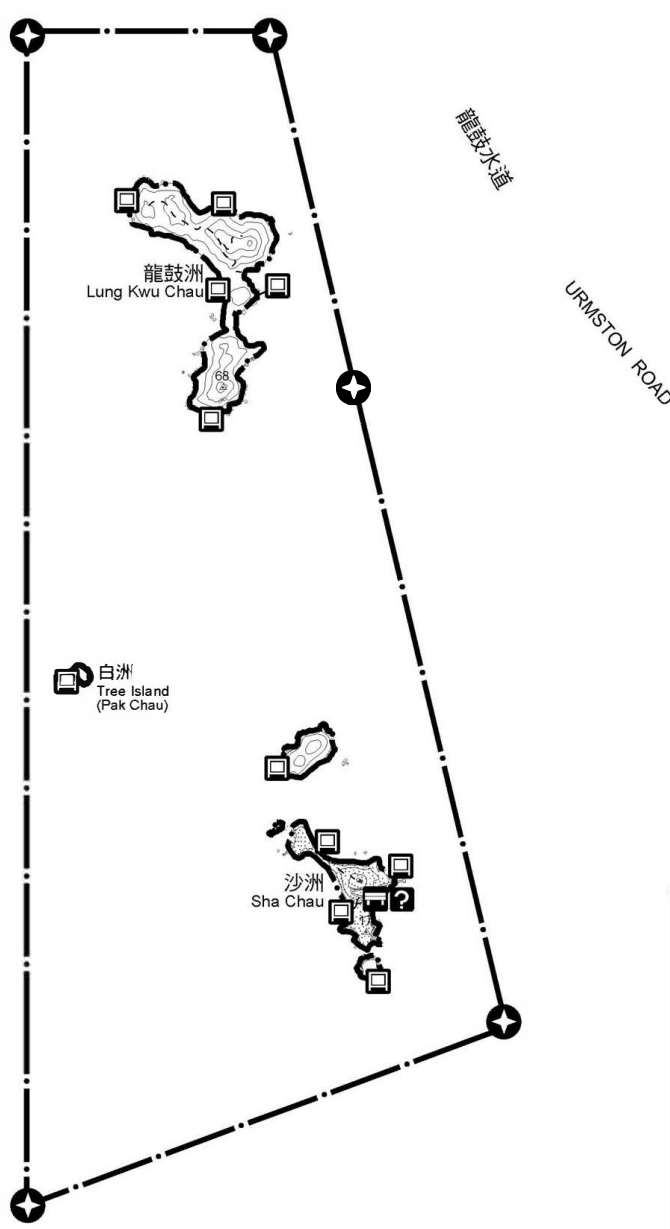 龍鼓水道
URMSTON ROAD
龍鼓洲
Lung Kwu Chau
68
白洲
Tree Island
(Pak Chau)
沙洲
Sha Chau
?